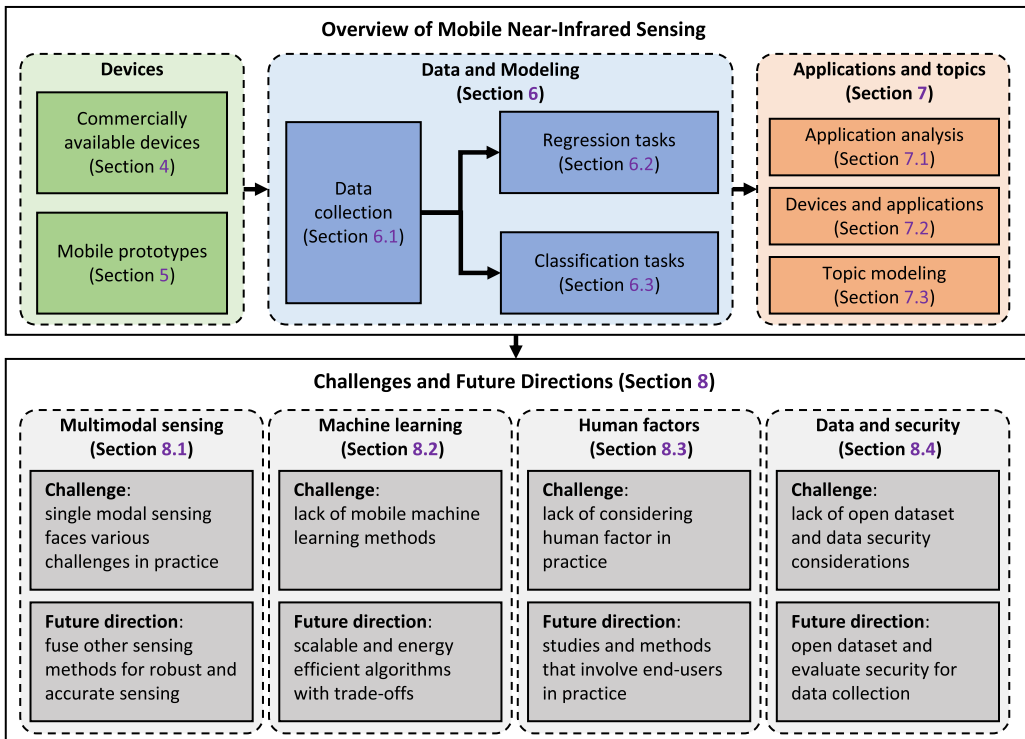 Overview of Mobile Near-Infrared Sensing
Devices
Commercially
available devices
(Section 4)
Mobile prototypes
(Section 5)
Data and Modeling
(Section 6)
Data
collection
(Section 6.1)
Regression tasks
(Section 6.2)
Classification tasks
(Section 6.3)
Applications and topics
(Section 7)
Application analysis
(Section 7.1)
Devices and applications
(Section 7.2)
Topic modeling
(Section 7.3)
Challenges and Future Directions (Section 8)
Multimodal sensing
(Section 8.1)
Challenge:
single modal sensing
faces various
challenges in practice
Future direction:
fuse other sensing
methods for robust and
accurate sensing
Machine learning
(Section 8.2)
Challenge:
lack of mobile machine
learning methods
Future direction:
scalable and energy
efficient algorithms
with trade-offs
Human factors
(Section 8.3)
Challenge:
lack of considering
human factor in
practice
Future direction:
studies and methods
that involve end-users
in practice
Data and security
(Section 8.4)
Challenge:
lack of open dataset
and data security
considerations
Future direction:
open dataset and
evaluate security for
data collection